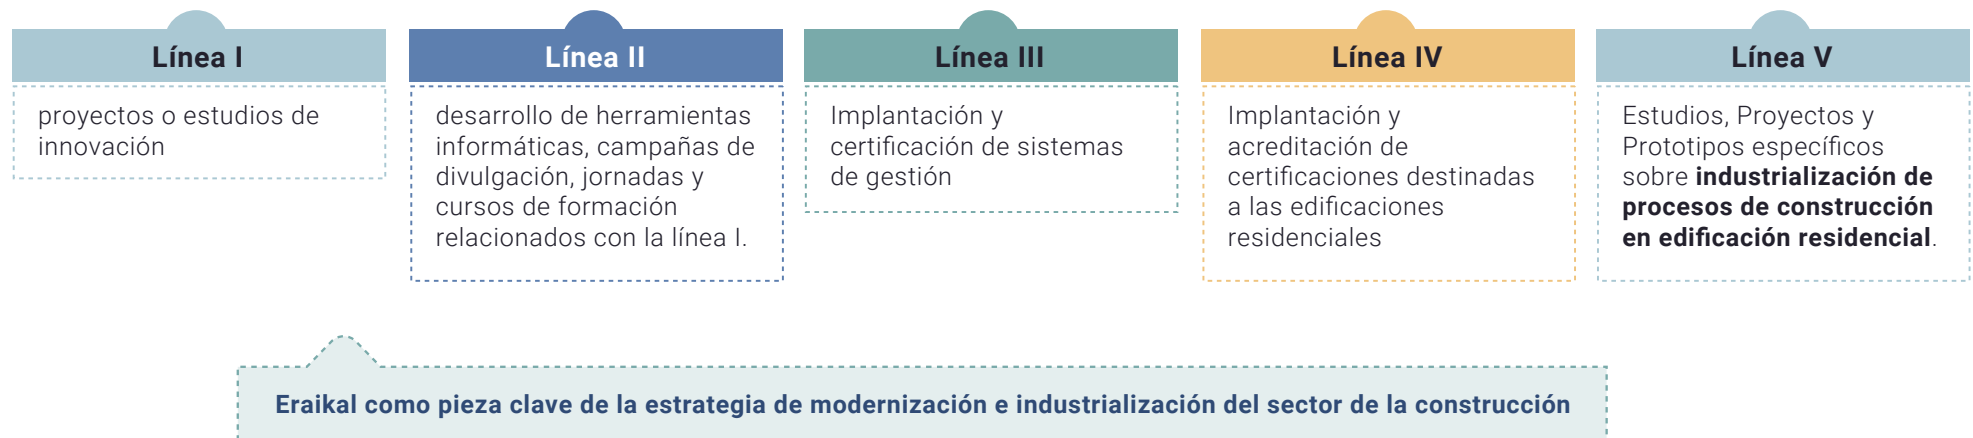 Línea I
proyectos o estudios de
innovación
Línea II
desarrollo de herramientas
informáticas, campañas de
divulgación, jornadas y
cursos de formación
relacionados con la línea I.
Línea III
Implantación y
certificación de sistemas
de gestión
Línea IV
Implantación y
acreditación de
certificaciones destinadas
a las edificaciones
residenciales
Línea V
Estudios, Proyectos y
Prototipos específicos
sobre industrialización de
procesos de construcción
en edificación residencial.
Eraikal como pieza clave de la estrategia de modernización e industrialización del sector de la construcción